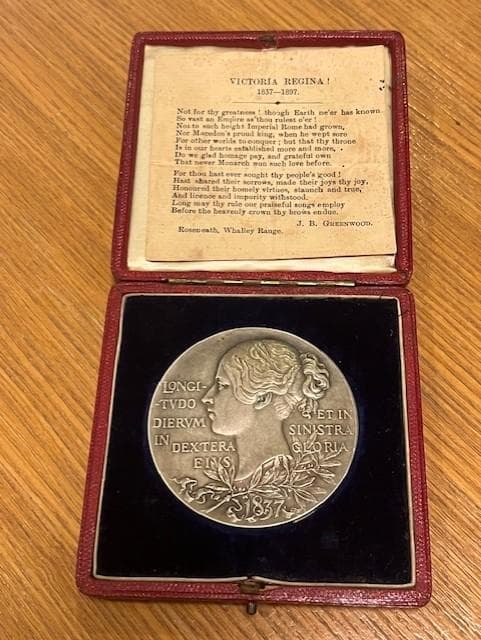 VICTORIA REGINA!
1837—1897.
Not for thy greatness! though Earth ne'er has known
So vast an Empire as thou rulest o'er!
Not to such height Imperial Rome had grown,
Nor Macedon's proud king, when he wept sore
For other worlds to conquer; but that thy throne
Is in our hearts established more and more,
Do we glad homage pay, and grateful own
That never Monarch won such love before.
For thou hast ever sought thy people's good!
Hast shared their sorrows, made their joys thy joy,
Honoured their homely virtues, staunch and true,
And licence and impurity withstood.
Long may thy rule our praiseful songs employ
Before the heavenly crown thy brows endue.
J. B. GREENWOOD.
Roseneath, Whalley Range.
LONGI-
-TVDO
DIERVM
IN DEXTERA
EIVS
ET IN
SINISTRA
GLORIA
1837